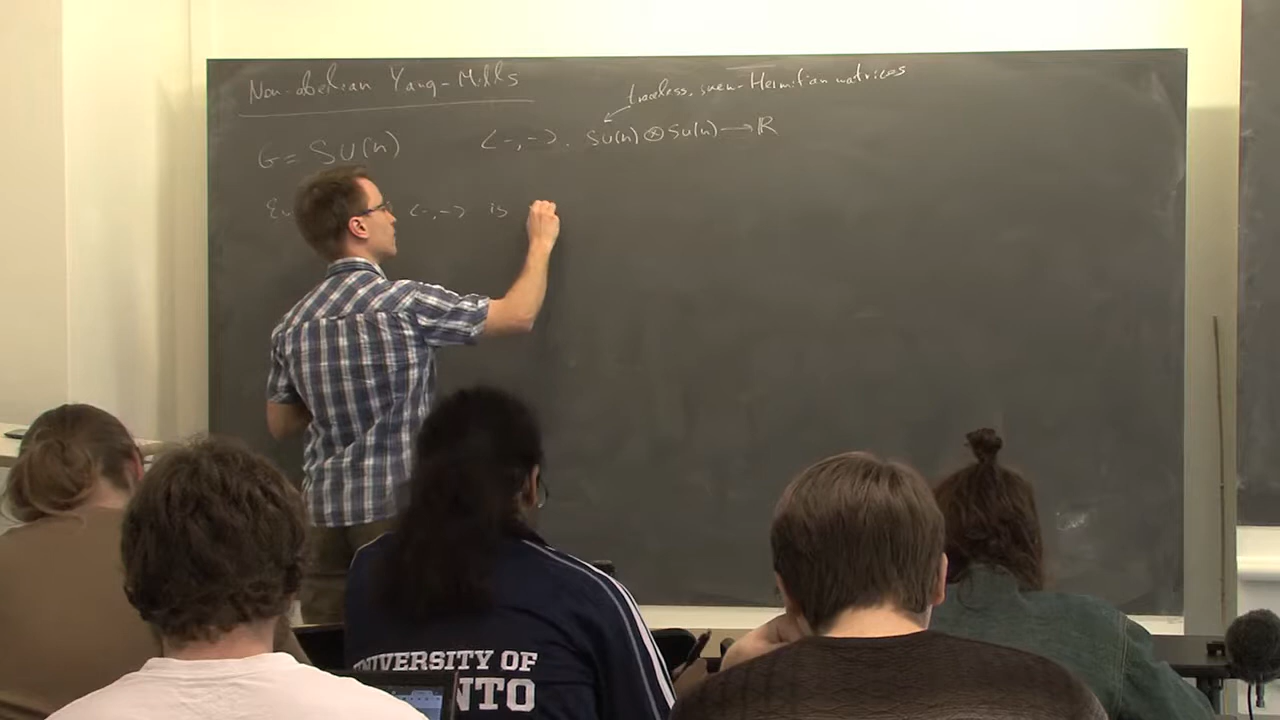 Non-abelian Yang-Mills
traceless, skew-Hermitian matrices
G = SU(n) <-,->: su(n) ⊗ su(n) → ℝ
<-,-> is
UNIVERSITY OF
NTO